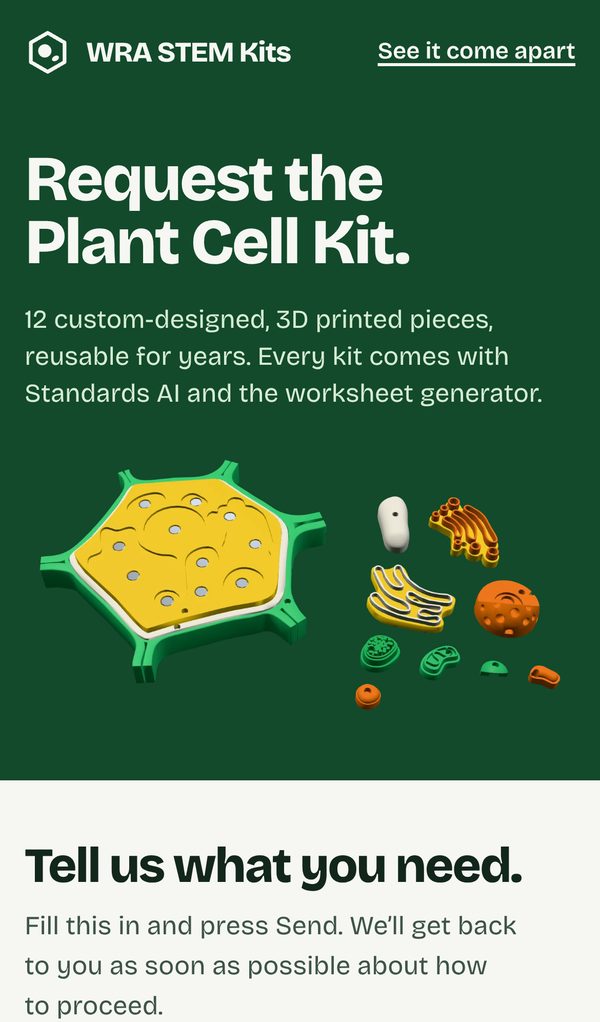 WRA STEM Kits
See it come apart
Request the
Plant Cell Kit.
12 custom-designed, 3D printed pieces,
reusable for years. Every kit comes with
Standards AI and the worksheet generator.
Tell us what you need.
Fill this in and press Send. We’ll get back
to you as soon as possible about how
to proceed.